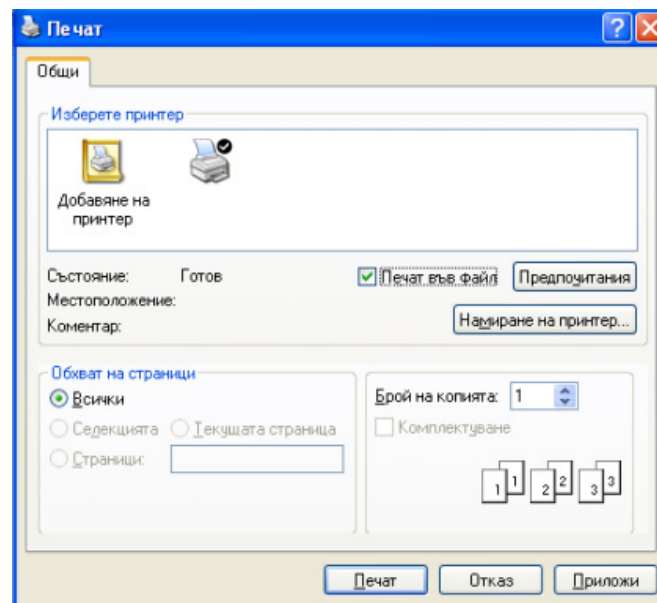 Печат
Общи
Изберете принтер
Добавяне на
принтер
Състояние: Готов
Печат във файл
Предпочитания
Местоположение:
Коментар:
Намиране на принтер...
Обхват на страници
Всички
Селекцията Текущата страница
Страници:
Брой на копията: 1
Комплектуване
1 1 2 2 3 3
Печат Отказ Приложи